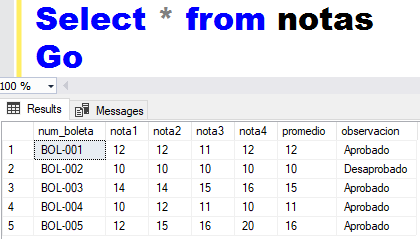 Select * from notas
Go
100 %
Results Messages
num_boleta nota1 nota2 nota3 nota4 promedio observacion
1 BOL-001 12 12 11 12 12 Aprobado
2 BOL-002 10 10 10 10 10 Desaprobado
3 BOL-003 14 14 15 16 15 Aprobado
4 BOL-004 10 12 11 10 11 Aprobado
5 BOL-005 12 15 16 20 16 Aprobado